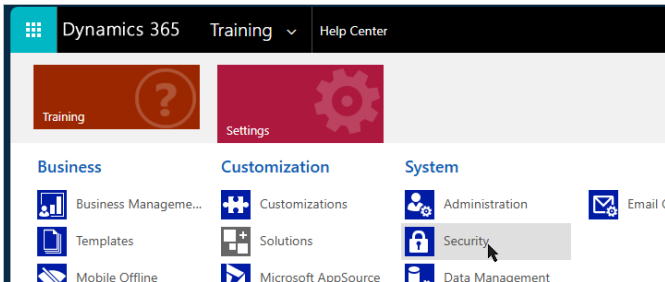 Dynamics 365 Training Help Center
Training
Settings
Business Customization System
Business Manageme... Customizations Administration Email
Templates Solutions Security
Mobile Offline Microsoft AppSource Data Management